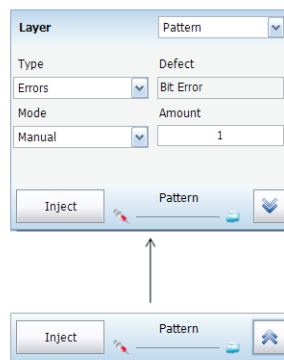 Layer Pattern
Type Defect
Errors Bit Error
Mode Amount
Manual 1
Inject Pattern
Inject Pattern